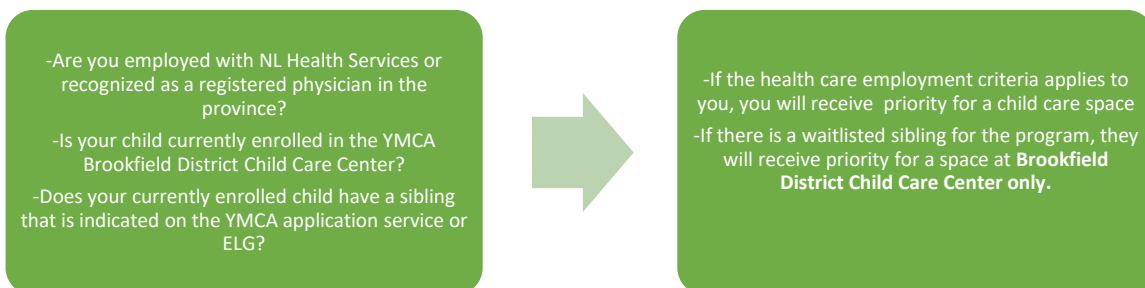 -Are you employed with NL Health Services or
recognized as a registered physician in the
province?
-Is your child currently enrolled in the YMCA
Brookfield District Child Care Center?
-Does your currently enrolled child have a sibling
that is indicated on the YMCA application service or
ELG?
-If the health care employment criteria applies to
you, you will receive  priority for a child care space
-If there is a waitlisted sibling for the program, they
will receive priority for a space at Brookfield
District Child Care Center only.